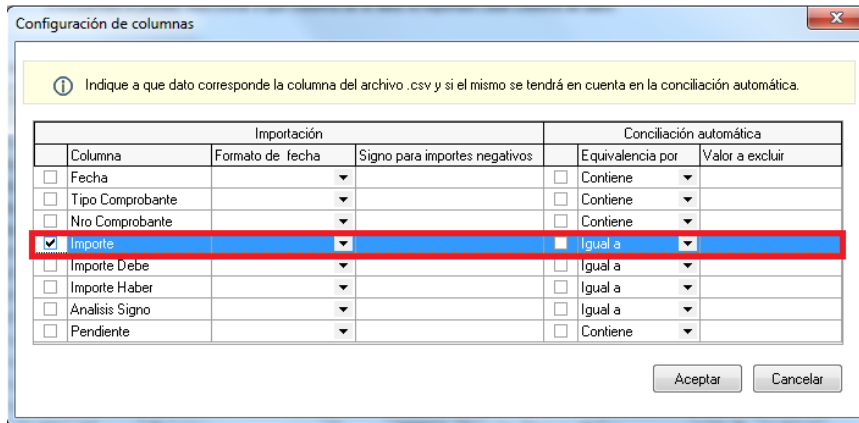 Configuración de columnas
Indique a que dato corresponde la columna del archivo .csv y si el mismo se tendrá en cuenta en la conciliación automática.
Importación Conciliación automática
Columna Formato de fecha Signo para importes negativos Equivalencia por Valor a excluir
Fecha Contiene
Tipo Comprobante Contiene
Nro Comprobante Contiene
Importe Igual a
Importe Debe Igual a
Importe Haber Igual a
Analisis Signo Igual a
Pendiente Contiene
Aceptar Cancelar